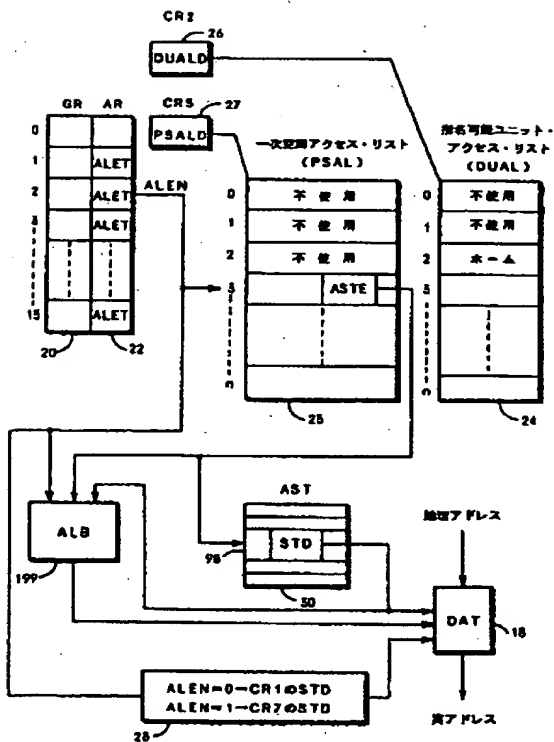 CR2
26
DUALD
CR5
27
PSALD
GR AR
0
1 ALET
2 ALET
3 ALET
15 ALET
20
22
ALEN
一次空間アクセス・リスト
(PSAL)
0 不使用
1 不使用
2 不使用
3 ASTE
n
25
指名可能ユニット・
アクセス・リスト
(DUAL)
0 不使用
1 不使用
2 ホーム
3
n
24
ALB
199
AST
98
STD
50
論理アドレス
DAT
18
実アドレス
ALEN=0→CR1のSTD
ALEN=1→CR7のSTD
28